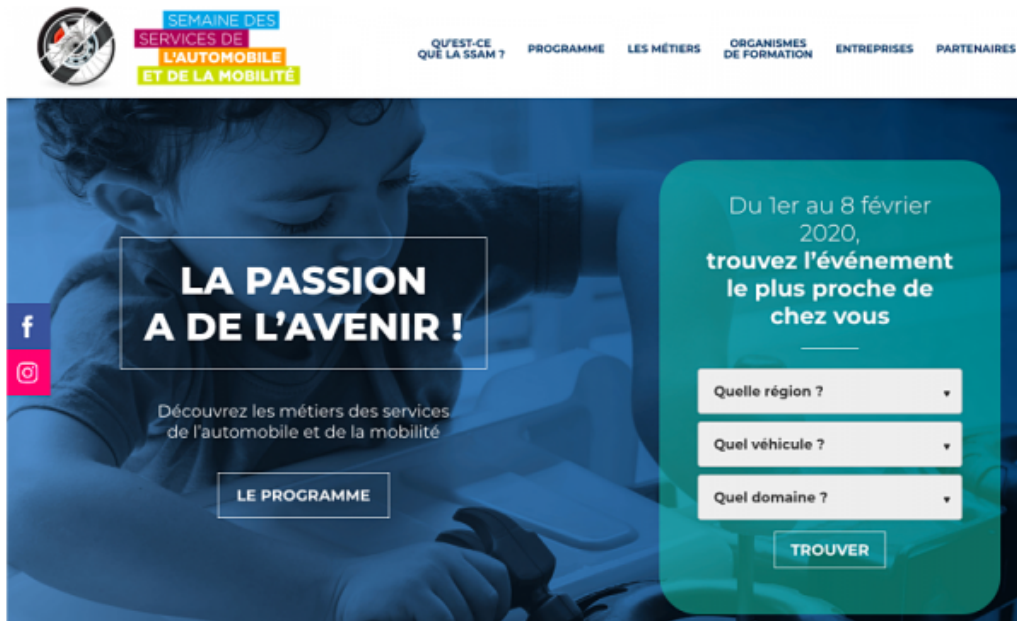 SEMAINE DES
SERVICES DE
L'AUTOMOBILE
ET DE LA MOBILITÉ
QU'EST-CE
QUE LA SSAM ?
PROGRAMME
LES MÉTIERS
ORGANISMES
DE FORMATION
ENTREPRISES
PARTENAIRES
LA PASSION
A DE L'AVENIR !
Découvrez les métiers des services
de l'automobile et de la mobilité
LE PROGRAMME
f
Du 1er au 8 février
2020,
trouvez l'événement
le plus proche de
chez vous
Quelle région ?
Quel véhicule ?
Quel domaine ?
TROUVER